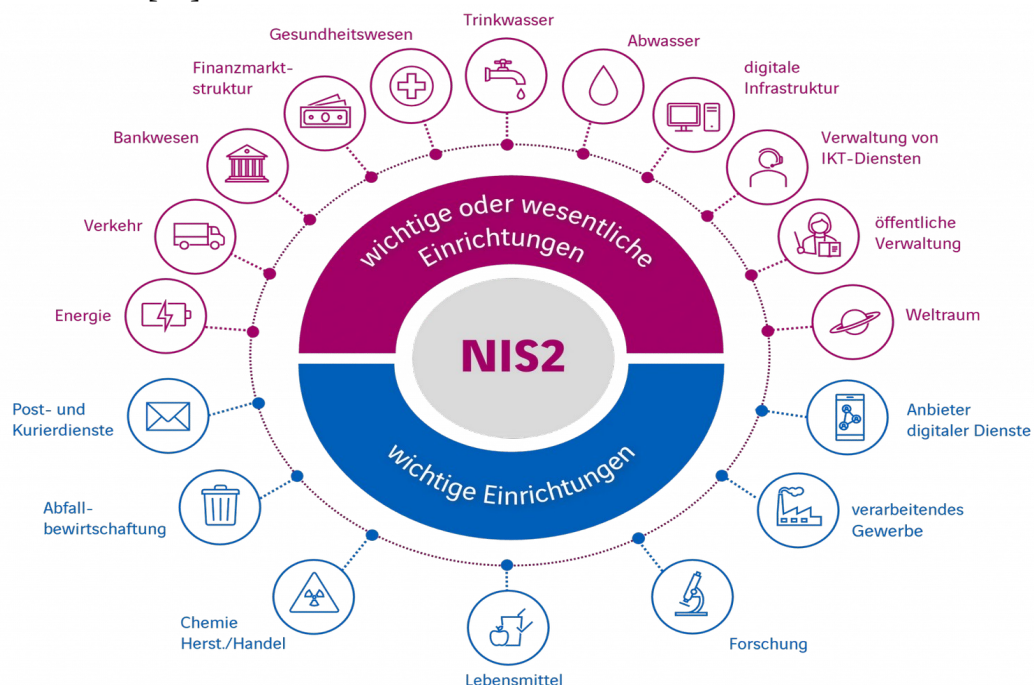 Trinkwasser
Gesundheitswesen
Abwasser
Finanzmarkt-
struktur
digitale
Infrastruktur
Bankwesen
Verwaltung von
IKT-Diensten
Verkehr
öffentliche
Verwaltung
Energie
Weltraum
wichtige oder wesentliche
Einrichtungen
NIS2
wichtige Einrichtungen
Post- und
Kurierdienste
Anbieter
digitaler Dienste
Abfall-
bewirtschaftung
verarbeitendes
Gewerbe
Chemie
Herst./Handel
Forschung
Lebensmittel